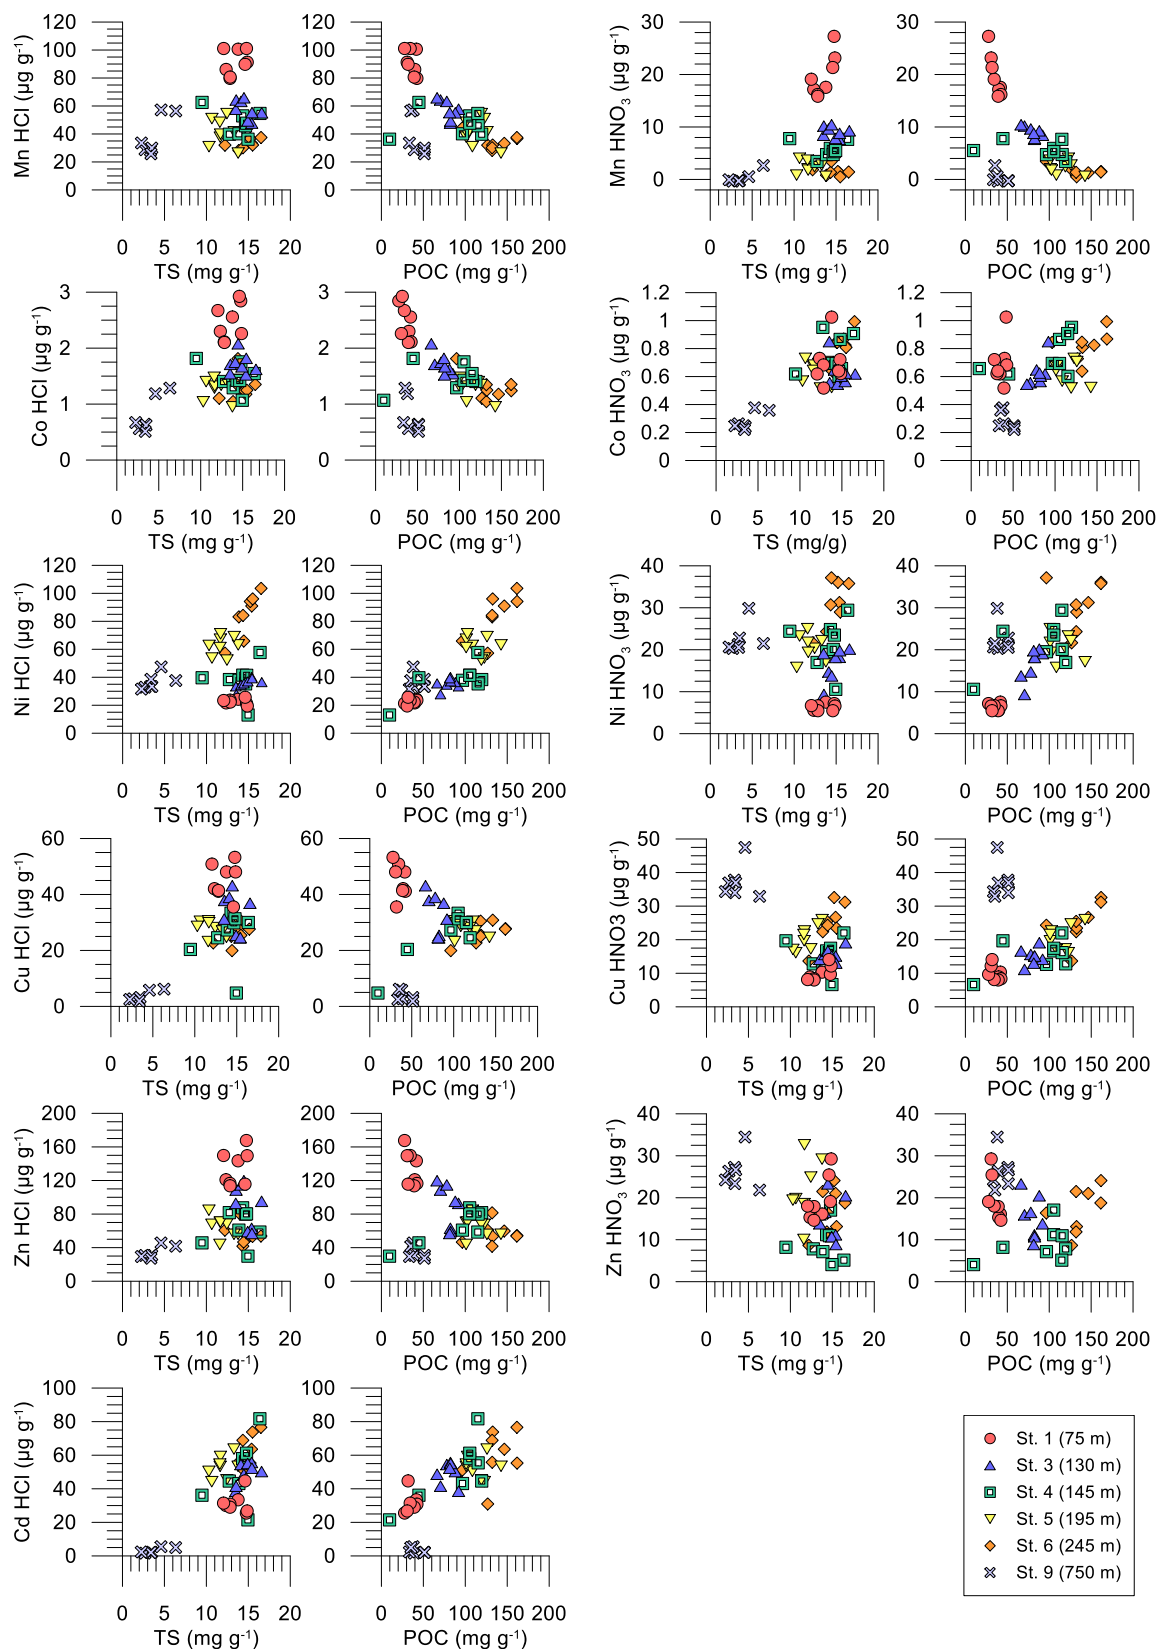 120
100
80
60
40
20
0
Mn HCl (µg g⁻¹)
0 5 10 15 20
TS (mg g⁻¹)
120
100
80
60
40
20
0
0 50 100 150 200
POC (mg g⁻¹)
30
20
10
0
Mn HNO₃ (µg g⁻¹)
0 5 10 15 20
TS (mg g⁻¹)
30
20
10
0
0 50 100 150 200
POC (mg g⁻¹)
3
2
1
0
Co HCl (µg g⁻¹)
0 5 10 15 20
TS (mg g⁻¹)
3
2
1
0
0 50 100 150 200
POC (mg g⁻¹)
1.2
1
0.8
0.6
0.4
0.2
0
Co HNO₃ (µg g⁻¹)
0 5 10 15 20
TS (mg/g)
1.2
1
0.8
0.6
0.4
0.2
0
0 50 100 150 200
POC (mg g⁻¹)
120
100
80
60
40
20
0
Ni HCl (µg g⁻¹)
0 5 10 15 20
TS (mg g⁻¹)
120
100
80
60
40
20
0
0 50 100 150 200
POC (mg g⁻¹)
40
30
20
10
0
Ni HNO₃ (µg g⁻¹)
0 5 10 15 20
TS (mg g⁻¹)
40
30
20
10
0
0 50 100 150 200
POC (mg g⁻¹)
60
40
20
0
Cu HCl (µg g⁻¹)
0 5 10 15 20
TS (mg g⁻¹)
60
40
20
0
0 50 100 150 200
POC (mg g⁻¹)
50
40
30
20
10
0
Cu HNO3 (µg g⁻¹)
0 5 10 15 20
TS (mg g⁻¹)
50
40
30
20
10
0
0 50 100 150 200
POC (mg g⁻¹)
200
160
120
80
40
0
Zn HCl (µg g⁻¹)
0 5 10 15 20
TS (mg g⁻¹)
200
160
120
80
40
0
0 50 100 150 200
POC (mg g⁻¹)
40
30
20
10
0
Zn HNO₃ (µg g⁻¹)
0 5 10 15 20
TS (mg g⁻¹)
40
30
20
10
0
0 50 100 150 200
POC (mg g⁻¹)
100
80
60
40
20
0
Cd HCl (µg g⁻¹)
0 5 10 15 20
TS (mg g⁻¹)
100
80
60
40
20
0
0 50 100 150 200
POC (mg g⁻¹)
St. 1 (75 m)
St. 3 (130 m)
St. 4 (145 m)
St. 5 (195 m)
St. 6 (245 m)
St. 9 (750 m)